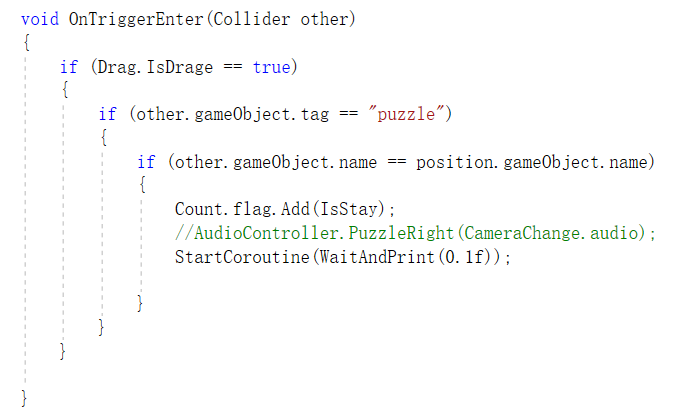 void OnTriggerEnter(Collider other)
{
if (Drag.IsDrage == true)
{
if (other.gameObject.tag == "puzzle")
{
if (other.gameObject.name == position.gameObject.name)
{
Count.flag.Add(IsStay);
//AudioController.PuzzleRight(CameraChange.audio);
StartCoroutine(WaitAndPrint(0.1f));
}
}
}
}